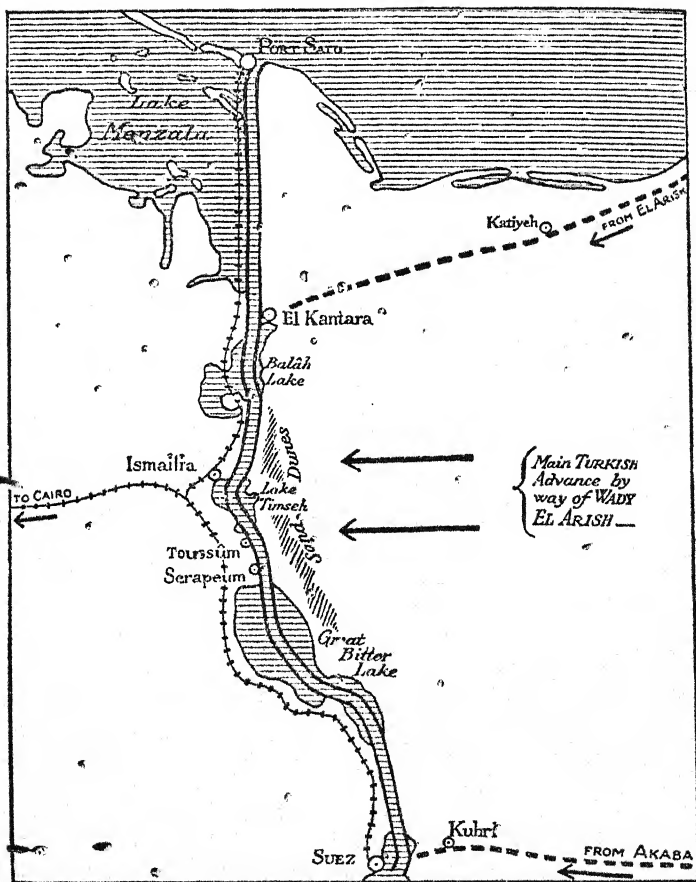 PORT SAID
Lake
Manzala
Katiyeh
FROM EL ARISH
El Kantara
Balâh
Lake
Ismailia
Dunes
Main TURKISH
Advance by
way of WADY
EL ARISH
TO CAIRO
Lake
Timseh
Sand
Toussum
Serapeum
Great
Bitter
Lake
Kubri
SUEZ
FROM AKABA